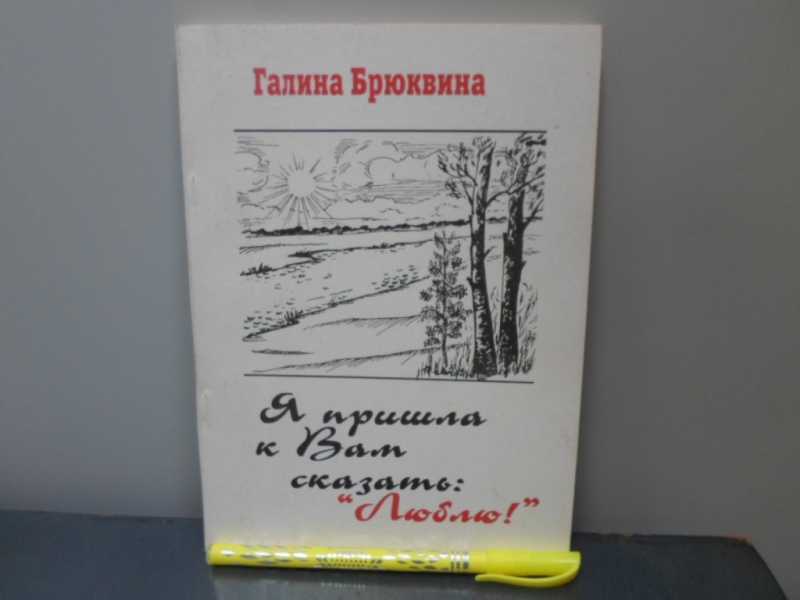 Галина Брюквина
Я пришла
к Вам
сказать:
“Люблю!”